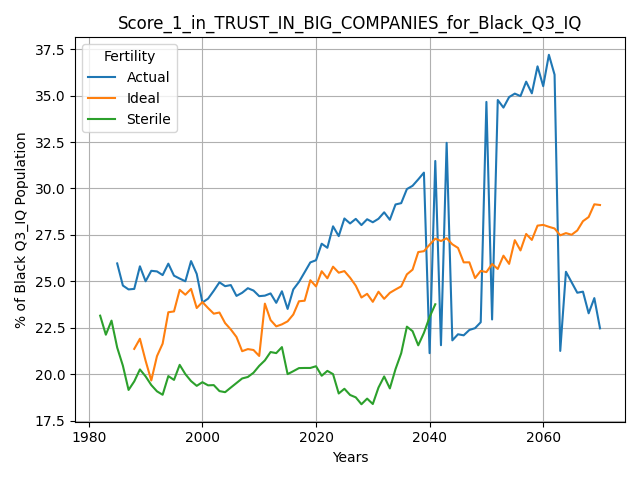 Score_1_in_TRUST_IN_BIG_COMPANIES_for_Black_Q3_IQ
Fertility
Actual
Ideal
Sterile
% of Black Q3_IQ Population
37.5
35.0
32.5
30.0
27.5
25.0
22.5
20.0
17.5
1980
2000
2020
2040
2060
Years